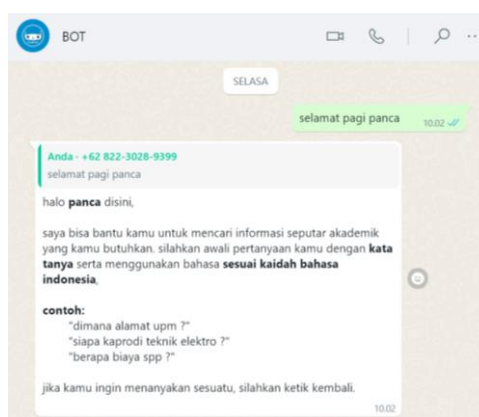 BOT
SELASA
selamat pagi panca
10.02
Anda - +62 822-3028-9399
selamat pagi panca
halo panca disini,
saya bisa bantu kamu untuk mencari informasi seputar akademik
yang kamu butuhkan. silahkan awali pertanyaan kamu dengan kata
tanya serta menggunakan bahasa sesuai kaidah bahasa
indonesia,
contoh:
"dimana alamat upm ?"
"siapa kaprodi teknik elektro ?"
"berapa biaya spp ?"
jika kamu ingin menanyakan sesuatu, silahkan ketik kembali.
10.02